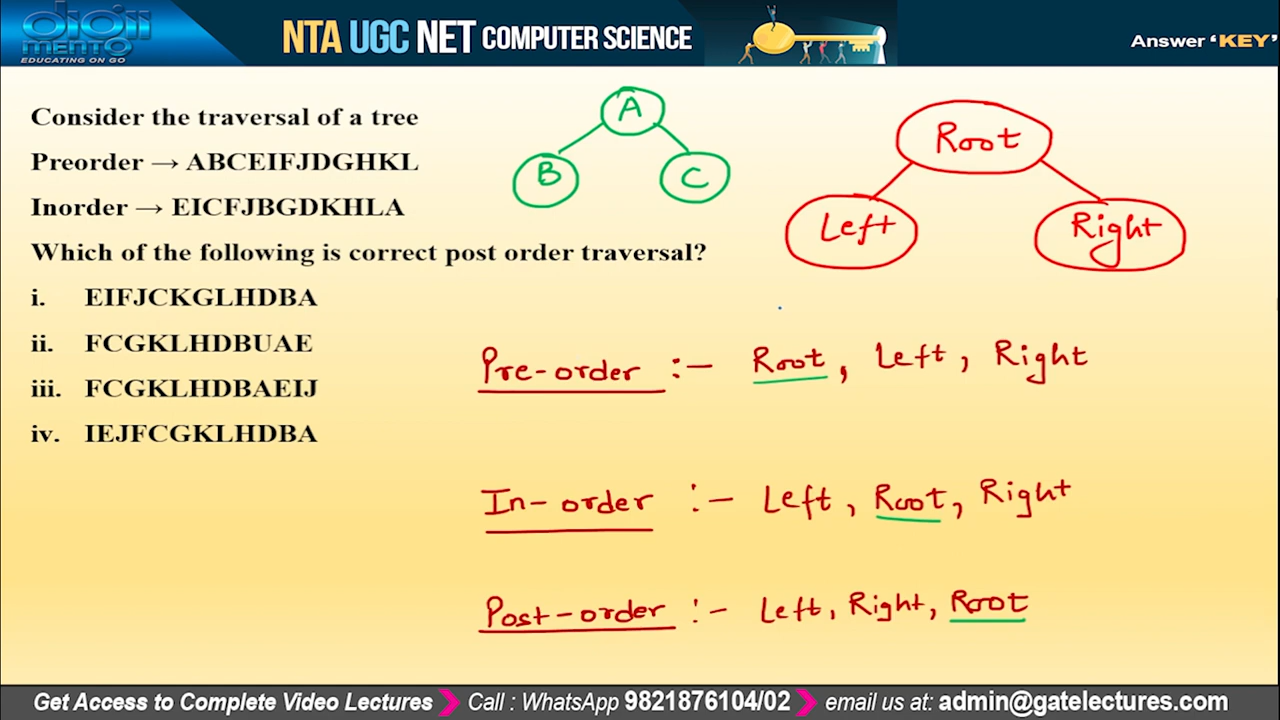 digii
MENTO
EDUCATING ON GO
NTA UGC NET COMPUTER SCIENCE
Answer ‘KEY’
Consider the traversal of a tree
Preorder → ABCEIFJDGHKL
Inorder → EICFJBGDKHLA
Which of the following is correct post order traversal?
i. EIFJCKGLHDBA
ii. FCGKLHDBUAE
iii. FCGKLHDBAEIJ
iv. IEJFCGKLHDBA
A
B C
Root
Left Right
Pre-order :- Root, Left, Right
In-order :- Left, Root, Right
Post-order :- Left, Right, Root
Get Access to Complete Video Lectures Call : WhatsApp 9821876104/02 email us at: admin@gatelectures.com